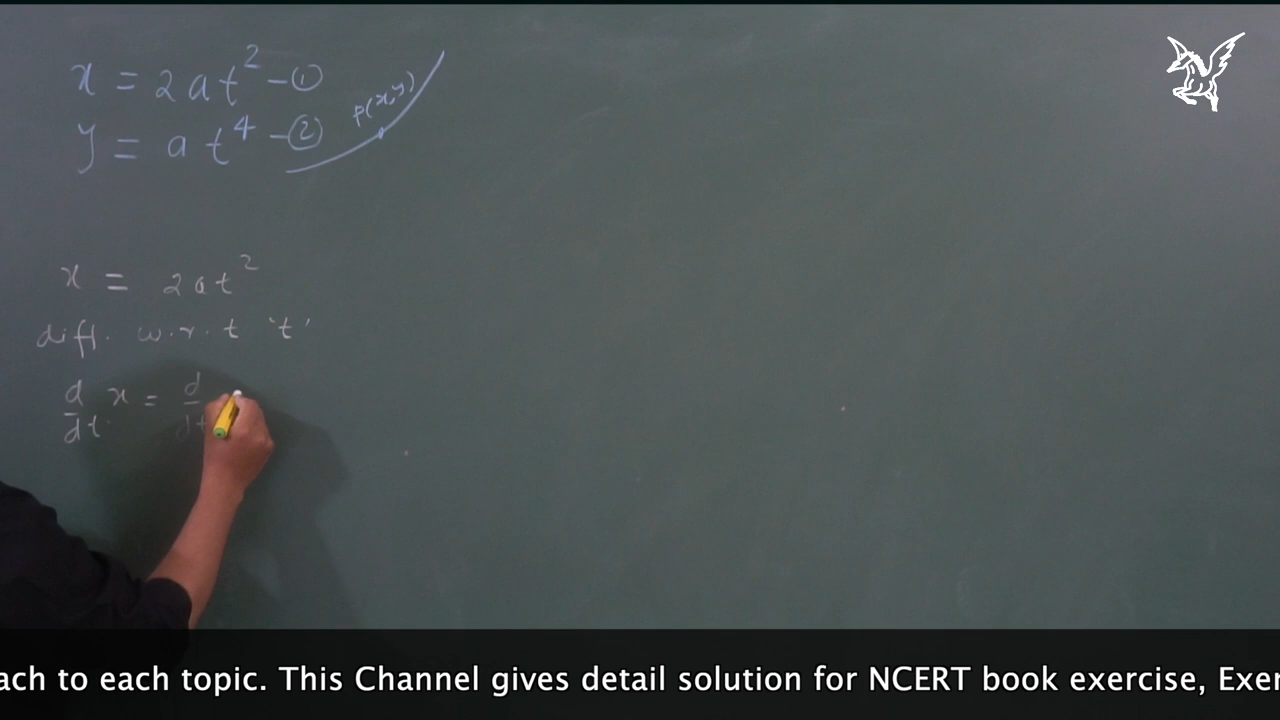 x = 2at² -①
y = at⁴ -②
P(x,y)
x = 2at²
diff. w.r.t 't'
d/dt x = d/dt
ach to each topic. This Channel gives detail solution for NCERT book exercise, Exer